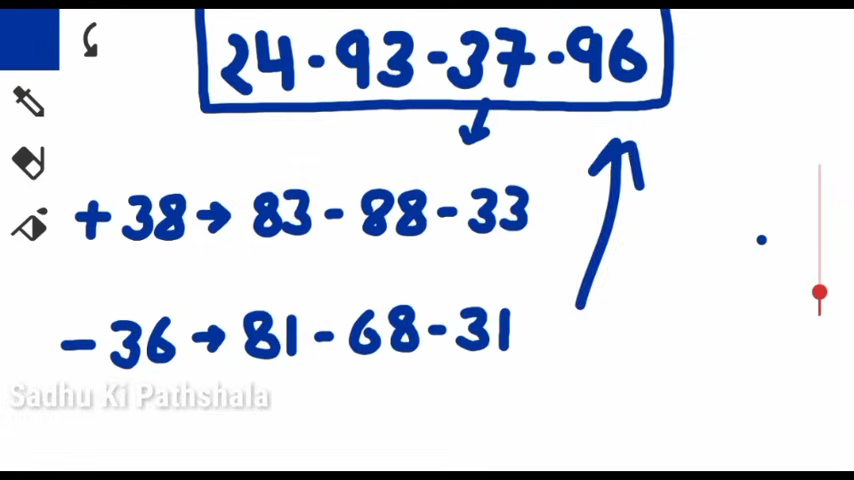 24 - 93 - 37 - 96
+ 38 → 83 - 88 - 33
- 36 → 81 - 68 - 31
Sadhu Ki Pathshala